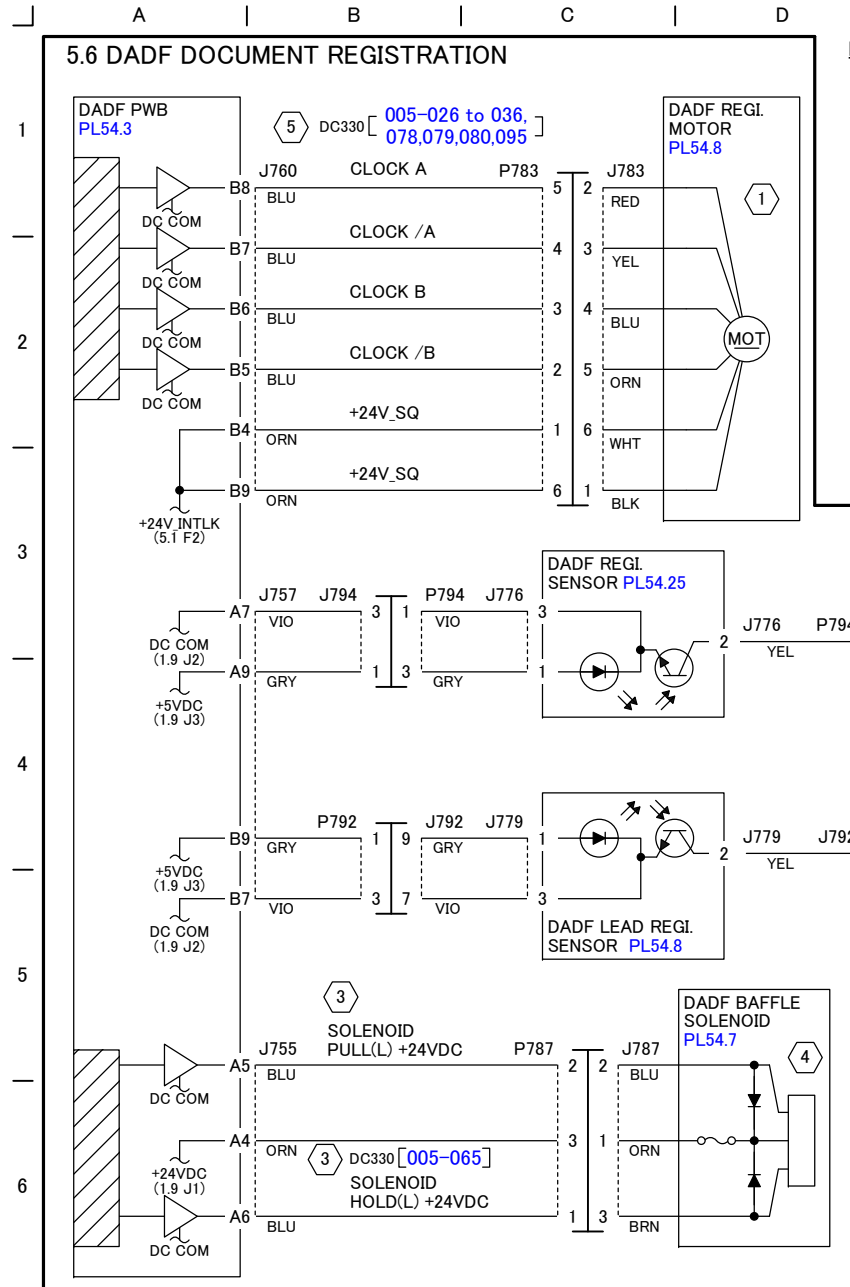 A B C D
5.6 DADF DOCUMENT REGISTRATION
1
DADF PWB
PL54.3
5 DC330 [ 005-026 to 036,
078,079,080,095 ]
DADF REGI.
MOTOR
PL54.8
1
J760 CLOCK A P783 J783
B8 BLU 5 2 RED
DC COM
CLOCK /A
B7 BLU 4 3 YEL
DC COM
CLOCK B
B6 BLU 3 4 BLU
2
DC COM
MOT
CLOCK /B
B5 BLU 2 5 ORN
DC COM
+24V_SQ
B4 ORN 1 6 WHT
+24V_SQ
B9 ORN 6 1 BLK
+24V_INTLK
(5.1 F2)
3
DADF REGI.
SENSOR PL54.25
J757 J794 P794 J776
A7 VIO 3 1 VIO 3
DC COM
(1.9 J2)
2 J776 P794
YEL
A9 GRY 1 3 GRY 1
+5VDC
(1.9 J3)
4
P792 J792 J779
B9 GRY 1 9 GRY 1
2 J779 J792
YEL
+5VDC
(1.9 J3)
B7 VIO 3 7 VIO 3
DC COM
(1.9 J2)
DADF LEAD REGI.
SENSOR PL54.8
5
3
SOLENOID
PULL(L) +24VDC
DADF BAFFLE
SOLENOID
PL54.7
4
J755 P787 J787
A5 BLU 2 2 BLU
DC COM
A4 ORN 3 1 ORN
3 DC330 [005-065]
+24VDC
(1.9 J1)
6
SOLENOID
HOLD(L) +24VDC
A6 BLU 1 3 BRN
DC COM